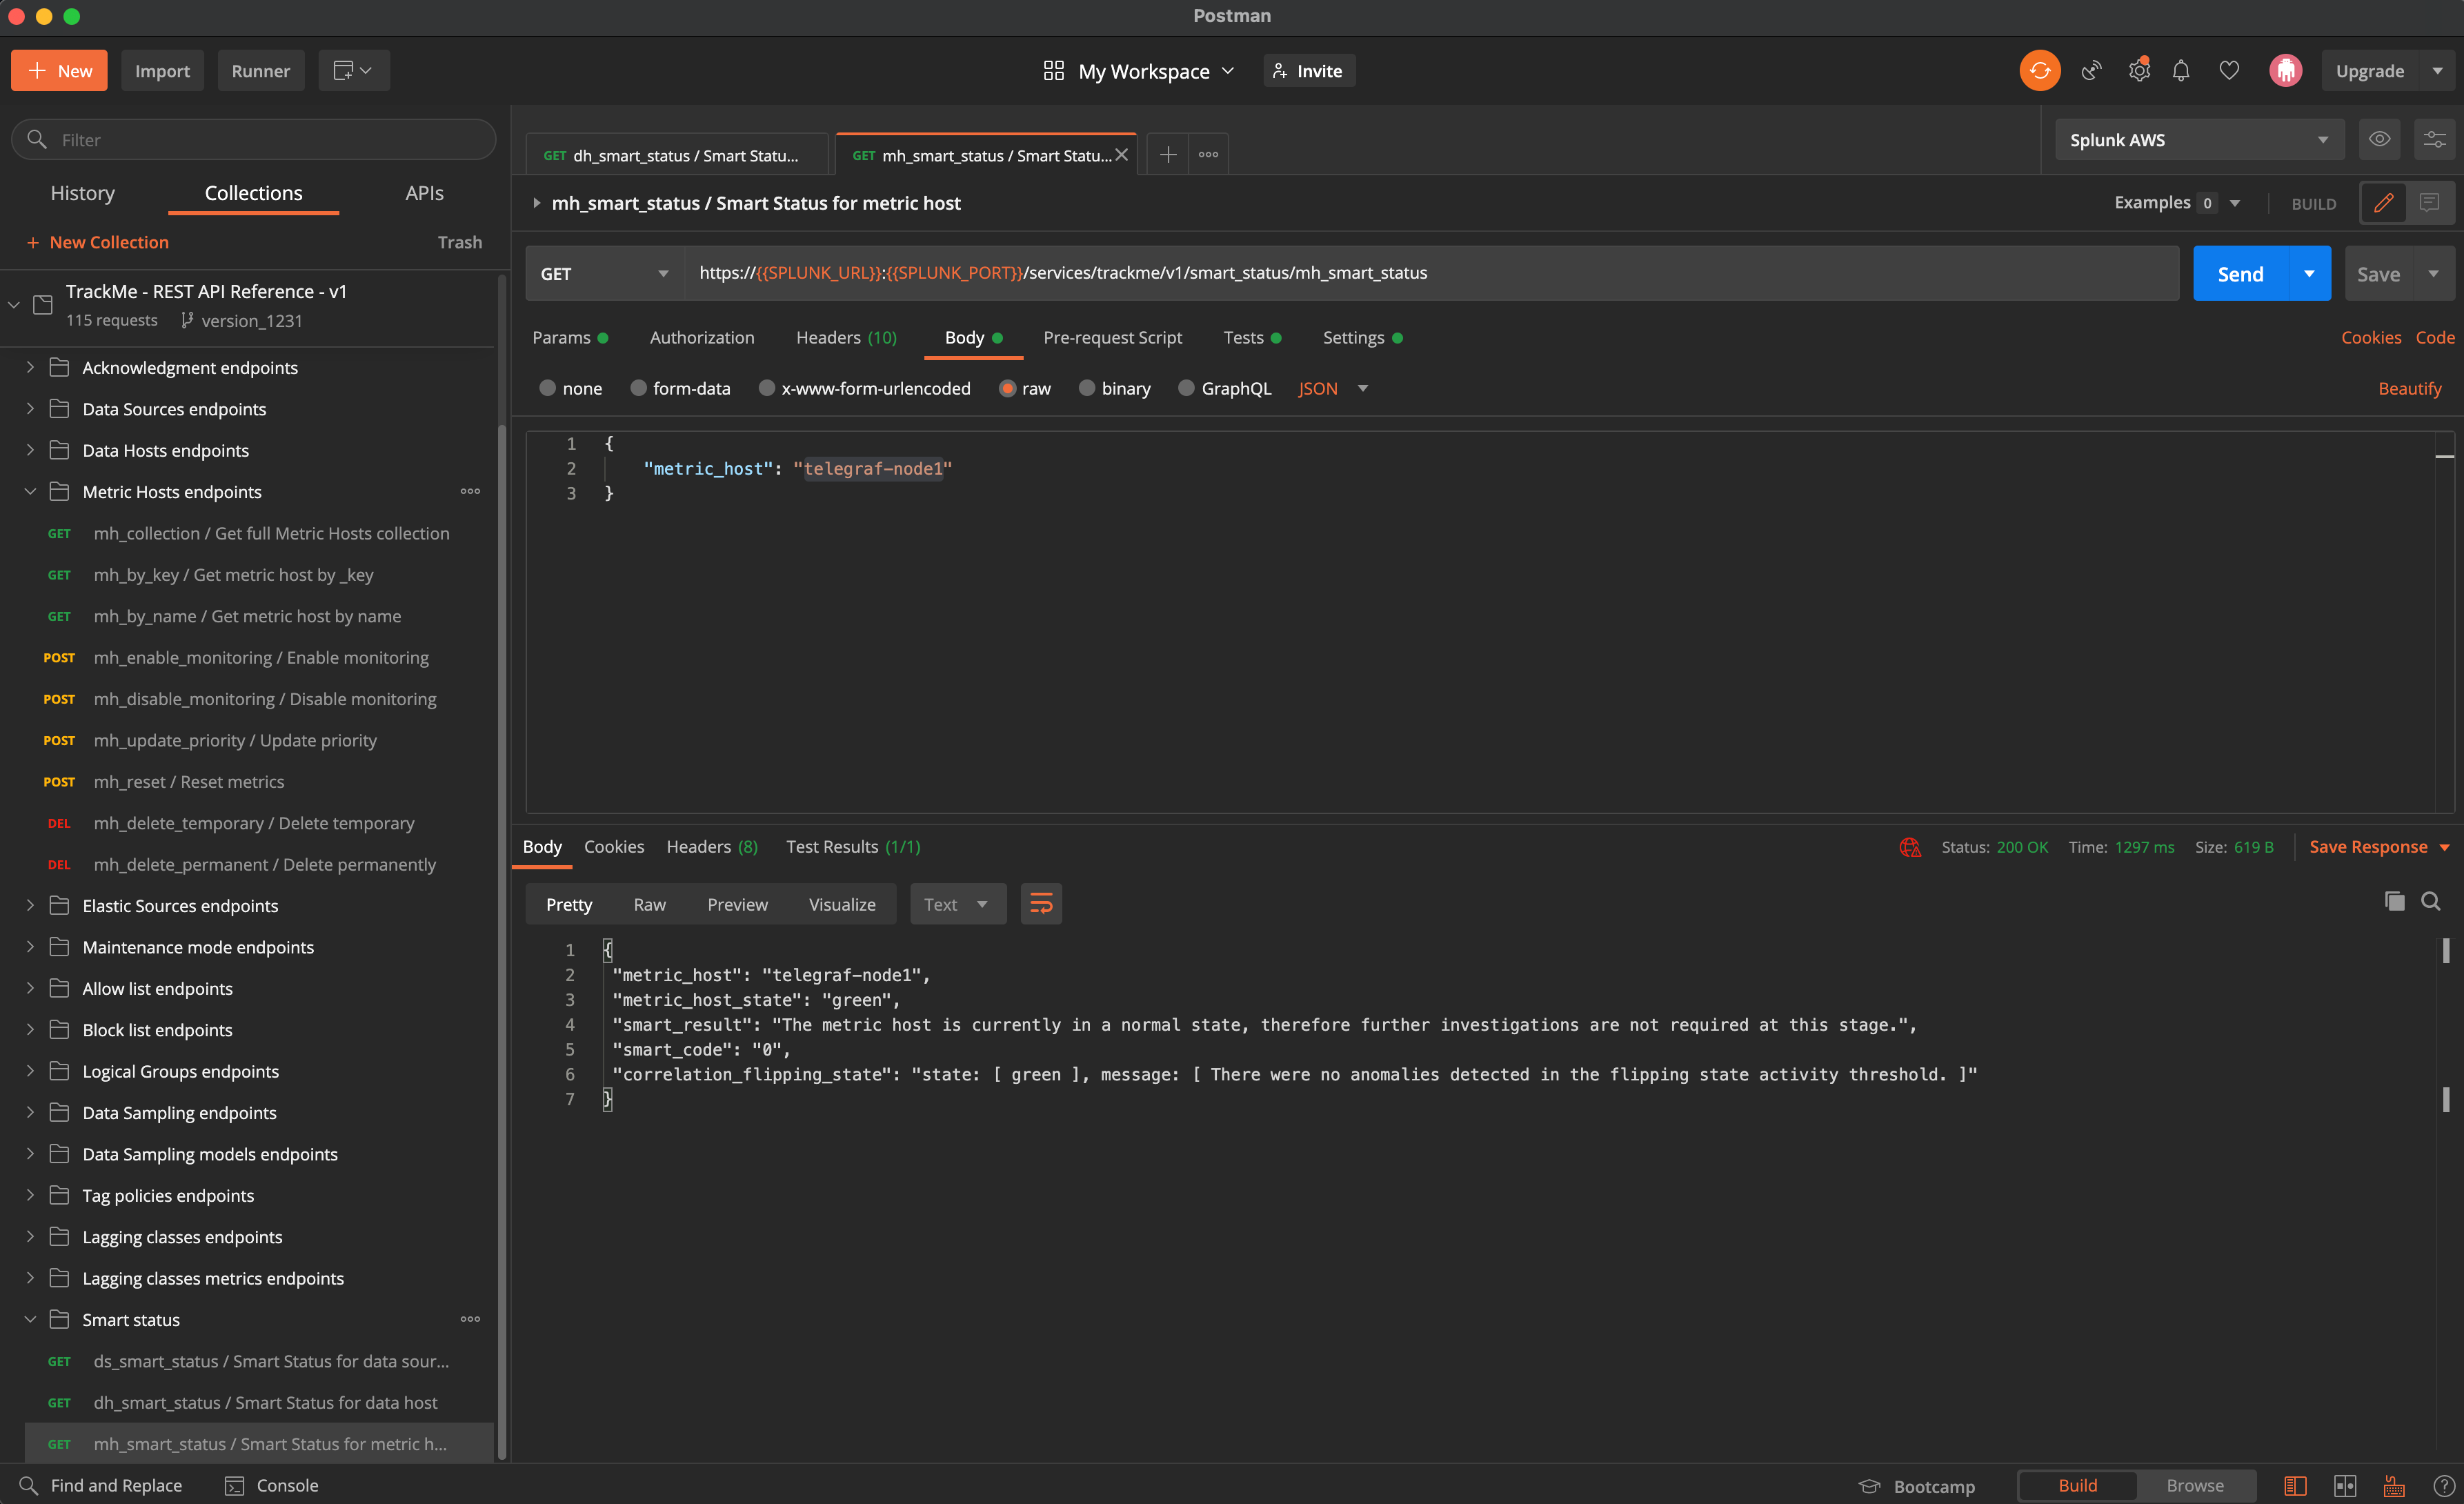 Postman
New
Import
Runner
My Workspace
Invite
Upgrade
Filter
History
Collections
APIs
+ New Collection
Trash
TrackMe - REST API Reference - v1
115 requests version_1231
Acknowledgment endpoints
Data Sources endpoints
Data Hosts endpoints
Metric Hosts endpoints
GET mh_collection / Get full Metric Hosts collection
GET mh_by_key / Get metric host by _key
GET mh_by_name / Get metric host by name
POST mh_enable_monitoring / Enable monitoring
POST mh_disable_monitoring / Disable monitoring
POST mh_update_priority / Update priority
POST mh_reset / Reset metrics
DEL mh_delete_temporary / Delete temporary
DEL mh_delete_permanent / Delete permanently
Elastic Sources endpoints
Maintenance mode endpoints
Allow list endpoints
Block list endpoints
Logical Groups endpoints
Data Sampling endpoints
Data Sampling models endpoints
Tag policies endpoints
Lagging classes endpoints
Lagging classes metrics endpoints
Smart status
GET ds_smart_status / Smart Status for data sour...
GET dh_smart_status / Smart Status for data host
GET mh_smart_status / Smart Status for metric h...
GET dh_smart_status / Smart Statu...
GET mh_smart_status / Smart Statu...
Splunk AWS
mh_smart_status / Smart Status for metric host
Examples 0
BUILD
GET
https://{{SPLUNK_URL}}:{{SPLUNK_PORT}}/services/trackme/v1/smart_status/mh_smart_status
Send
Save
Params
Authorization
Headers (10)
Body
Pre-request Script
Tests
Settings
Cookies
Code
none
form-data
x-www-form-urlencoded
raw
binary
GraphQL
JSON
Beautify
1 {
2 "metric_host": "telegraf-node1"
3 }
Body
Cookies
Headers (8)
Test Results (1/1)
Status: 200 OK
Time: 1297 ms
Size: 619 B
Save Response
Pretty
Raw
Preview
Visualize
Text
1 {
2 "metric_host": "telegraf-node1",
3 "metric_host_state": "green",
4 "smart_result": "The metric host is currently in a normal state, therefore further investigations are not required at this stage.",
5 "smart_code": "0",
6 "correlation_flipping_state": "state: [ green ], message: [ There were no anomalies detected in the flipping state activity threshold. ]"
7 }
Find and Replace
Console
Bootcamp
Build
Browse